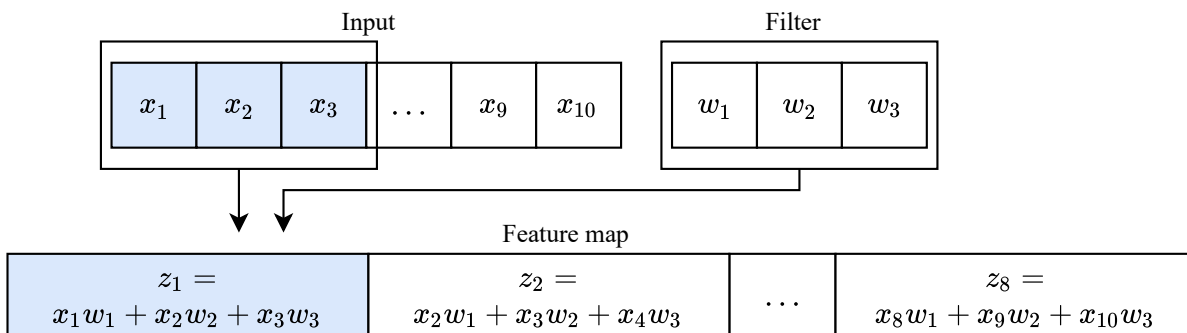 Input Filter
x₁ x₂ x₃ ... x₉ x₁₀ w₁ w₂ w₃
Feature map
z₁ = z₂ = ... z₈ =
x₁w₁ + x₂w₂ + x₃w₃ x₂w₁ + x₃w₂ + x₄w₃ x₈w₁ + x₉w₂ + x₁₀w₃